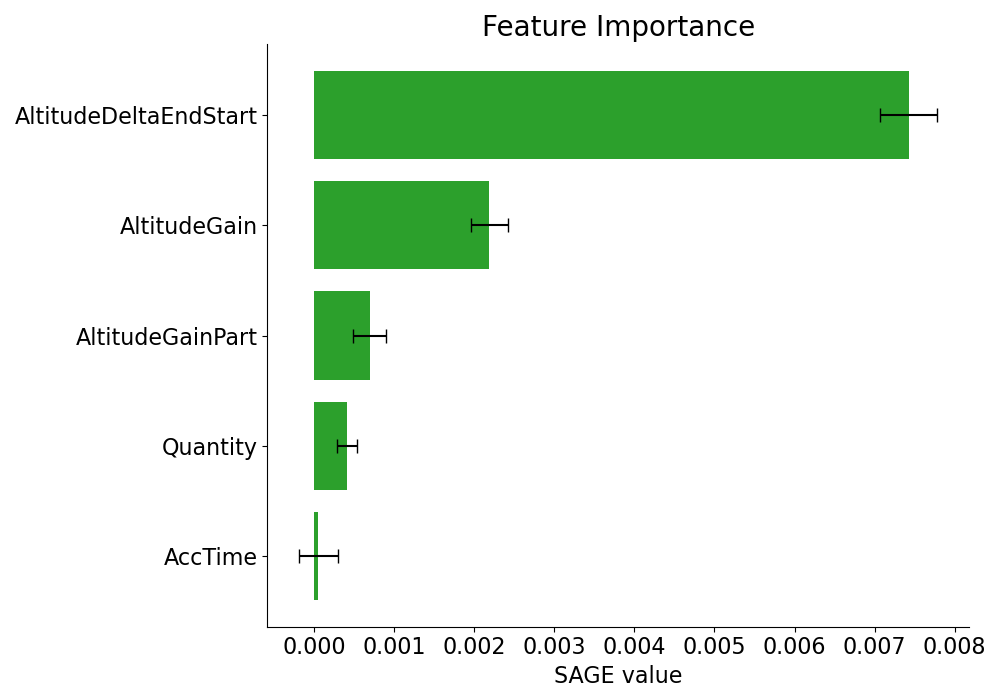 Feature Importance
AltitudeDeltaEndStart
AltitudeGain
AltitudeGainPart
Quantity
AccTime
0.000 0.001 0.002 0.003 0.004 0.005 0.006 0.007 0.008
SAGE value